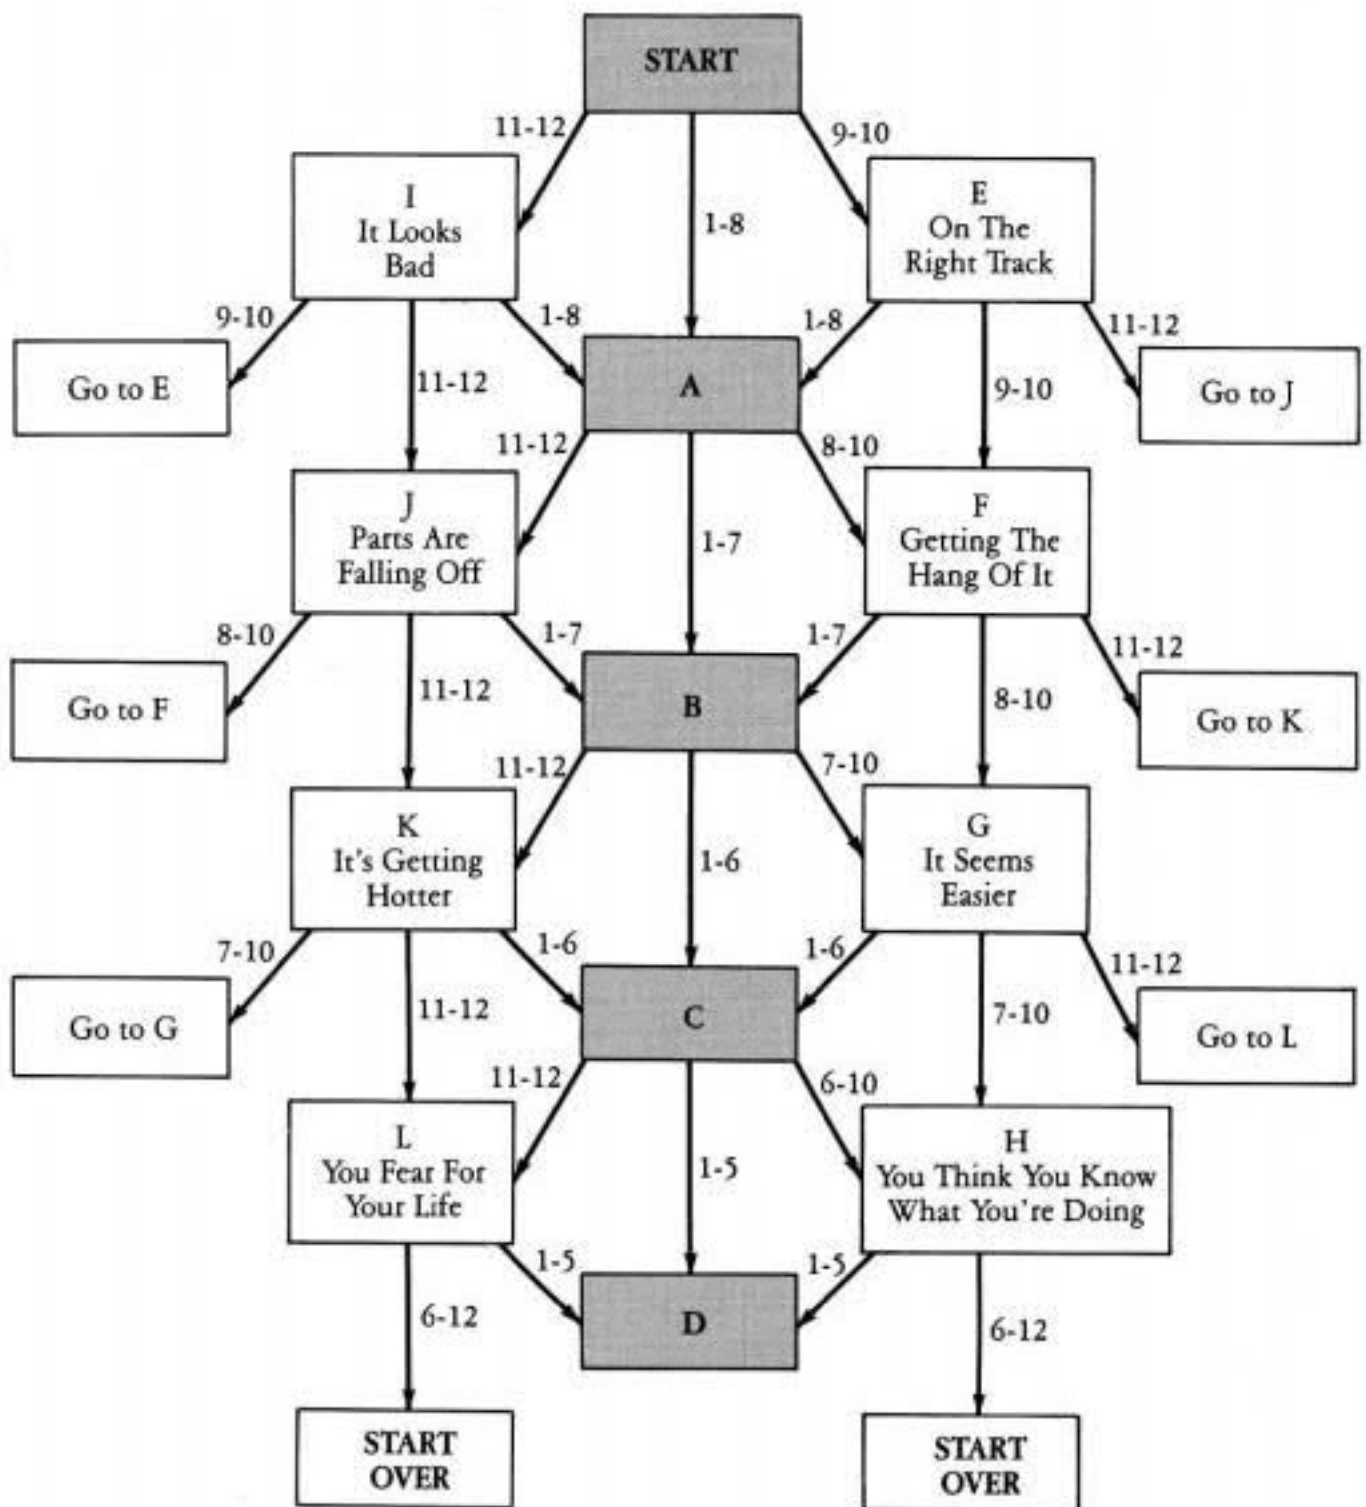 START
11-12
9-10
I
It Looks
Bad
1-8
E
On The
Right Track
9-10
1-8
1-8
11-12
Go to E
11-12
A
9-10
Go to J
11-12
8-10
J
Parts Are
Falling Off
1-7
F
Getting The
Hang Of It
8-10
1-7
1-7
11-12
Go to F
11-12
B
8-10
Go to K
11-12
7-10
K
It's Getting
Hotter
1-6
G
It Seems
Easier
7-10
1-6
1-6
11-12
Go to G
11-12
C
7-10
Go to L
11-12
6-10
L
You Fear For
Your Life
1-5
H
You Think You Know
What You're Doing
1-5
1-5
6-12
D
6-12
START
OVER
START
OVER